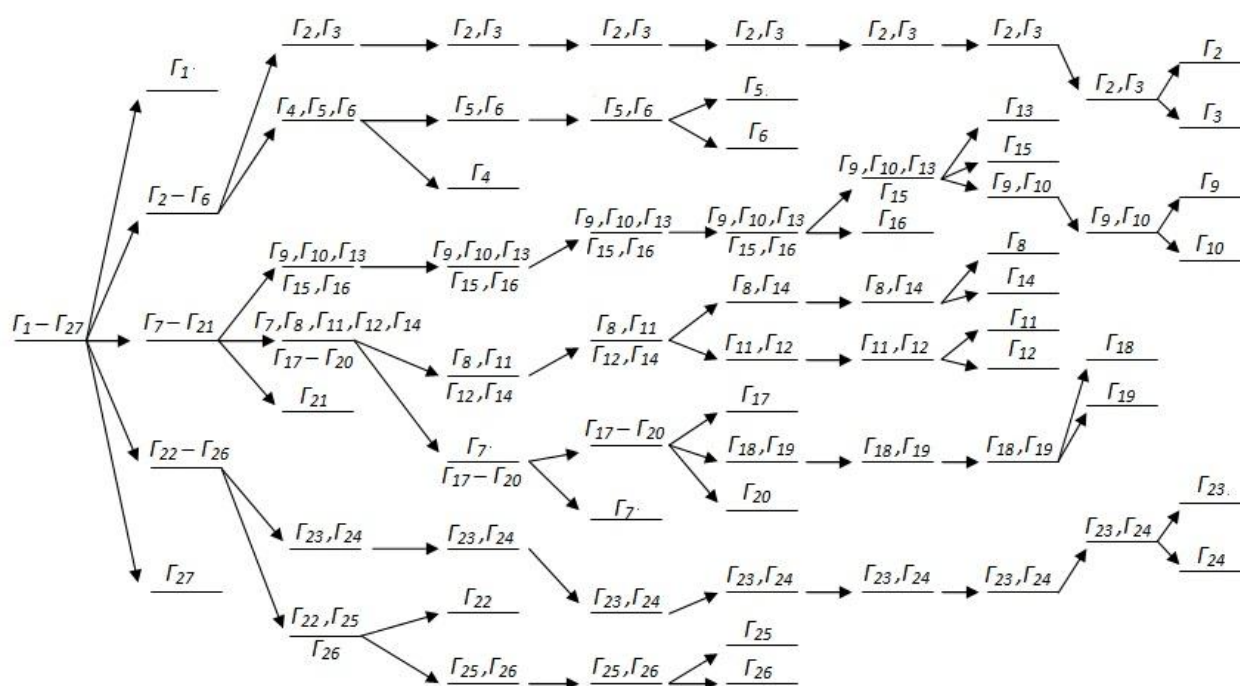 Γ₂,Γ₃
Γ₂,Γ₃
Γ₂,Γ₃
Γ₂,Γ₃
Γ₂,Γ₃
Γ₂,Γ₃
Γ₂
Γ₂,Γ₃
Γ₃
Γ₁
Γ₄,Γ₅,Γ₆
Γ₅,Γ₆
Γ₅,Γ₆
Γ₅
Γ₆
Γ₄
Γ₁₃
Γ₁₅
Γ₂ – Γ₆
Γ₉,Γ₁₀,Γ₁₃
Γ₁₅
Γ₉,Γ₁₀
Γ₉
Γ₁₆
Γ₉,Γ₁₀
Γ₁₀
Γ₉,Γ₁₀,Γ₁₃
Γ₁₅,Γ₁₆
Γ₉,Γ₁₀,Γ₁₃
Γ₁₅,Γ₁₆
Γ₉,Γ₁₀,Γ₁₃
Γ₁₅,Γ₁₆
Γ₉,Γ₁₀,Γ₁₃
Γ₁₅,Γ₁₆
Γ₈
Γ₈,Γ₁₄
Γ₈,Γ₁₄
Γ₁₄
Γ₁ – Γ₂₇
Γ₇ – Γ₂₁
Γ₇,Γ₈,Γ₁₁,Γ₁₂,Γ₁₄
Γ₁₇ – Γ₂₀
Γ₈,Γ₁₁
Γ₁₂,Γ₁₄
Γ₈,Γ₁₁
Γ₁₂,Γ₁₄
Γ₁₁,Γ₁₂
Γ₁₁,Γ₁₂
Γ₁₁
Γ₁₂
Γ₁₈
Γ₁₉
Γ₂₁
Γ₁₇
Γ₇
Γ₁₇ – Γ₂₀
Γ₁₇ – Γ₂₀
Γ₁₈,Γ₁₉
Γ₁₈,Γ₁₉
Γ₁₈,Γ₁₉
Γ₂₀
Γ₇
Γ₂₂ – Γ₂₆
Γ₂₃,Γ₂₄
Γ₂₃,Γ₂₄
Γ₂₃
Γ₂₃,Γ₂₄
Γ₂₄
Γ₂₇
Γ₂₂
Γ₂₃,Γ₂₄
Γ₂₃,Γ₂₄
Γ₂₃,Γ₂₄
Γ₂₃,Γ₂₄
Γ₂₂,Γ₂₅
Γ₂₆
Γ₂₅,Γ₂₆
Γ₂₅,Γ₂₆
Γ₂₅
Γ₂₆